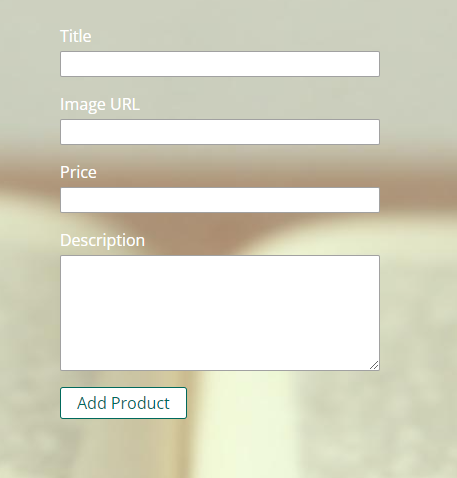 Title
Image URL
Price
Description
Add Product